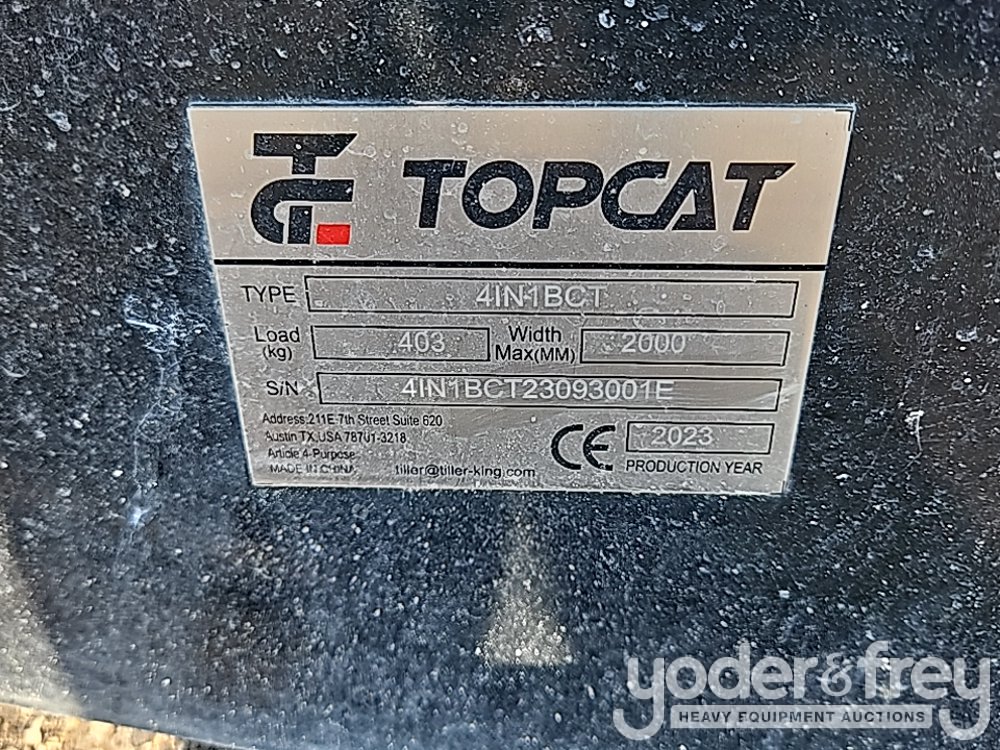 TC TOPCAT
TYPE 4IN1BCT
Load (kg) 403 Width Max(MM) 2000
S/N 4IN1BCT23093001E
Address:211E 7th Street Suite 620
Austin TX,USA 78701-3218
Article 4-Purpose
MADE IN CHINA tiller@tiller-king.com
CE 2023
PRODUCTION YEAR
yoder&frey
HEAVY EQUIPMENT AUCTIONS